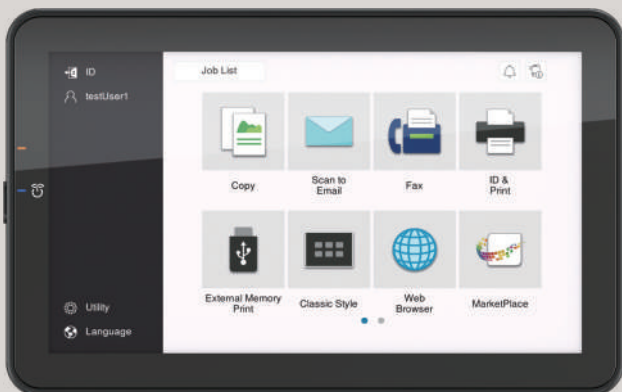 ID
testUser1
Job List
Copy
Scan to
Email
Fax
ID &
Print
External Memory
Print
Classic Style
Web
Browser
MarketPlace
Utility
Language